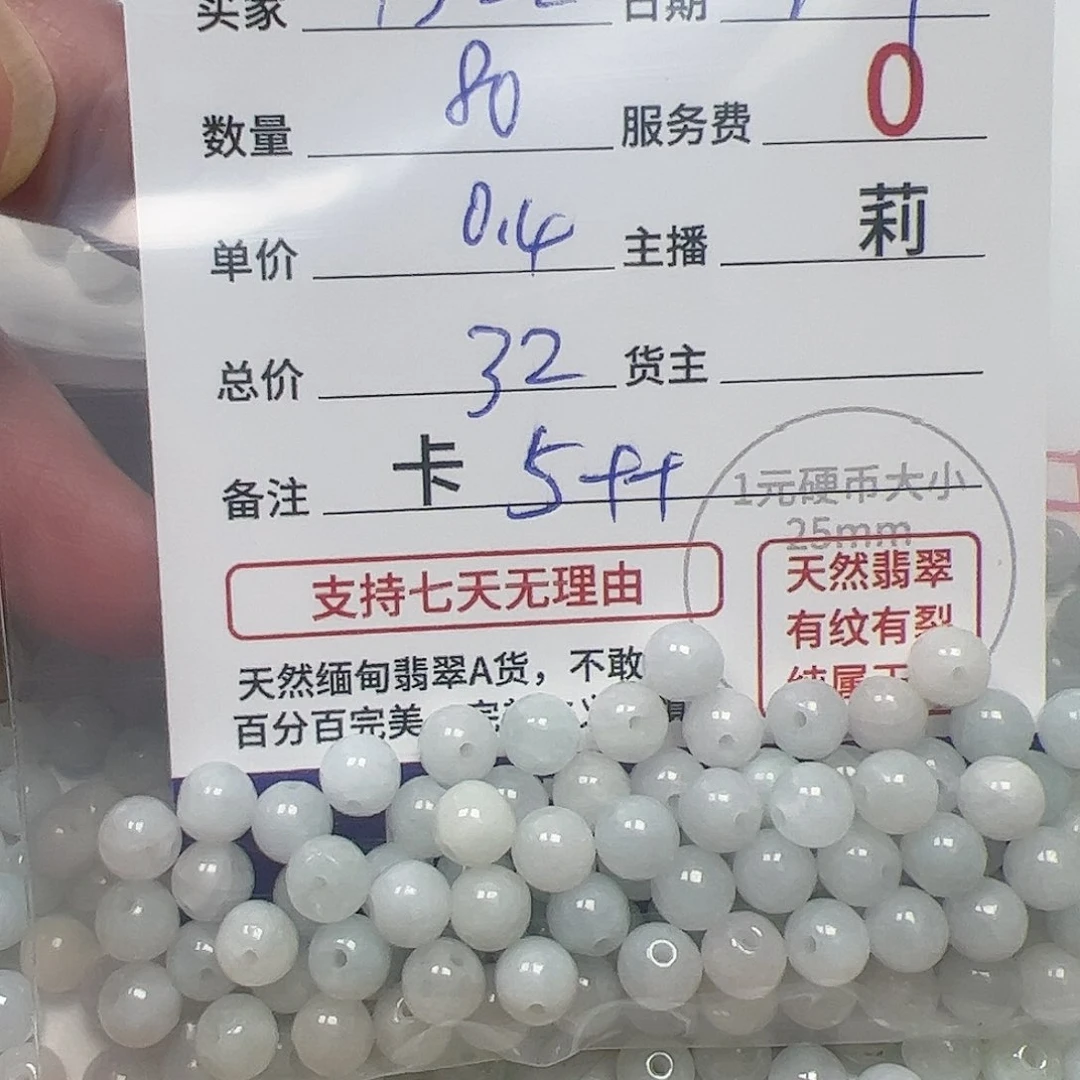 买家 日期
数量 80 服务费 0
单价 0.4 主播 莉
总价 32 货主
备注 卡 5++
1元硬币大小
25mm
支持七天无理由
天然翡翠
有纹有裂
纯属正
天然缅甸翡翠A货，不敢
百分百完美